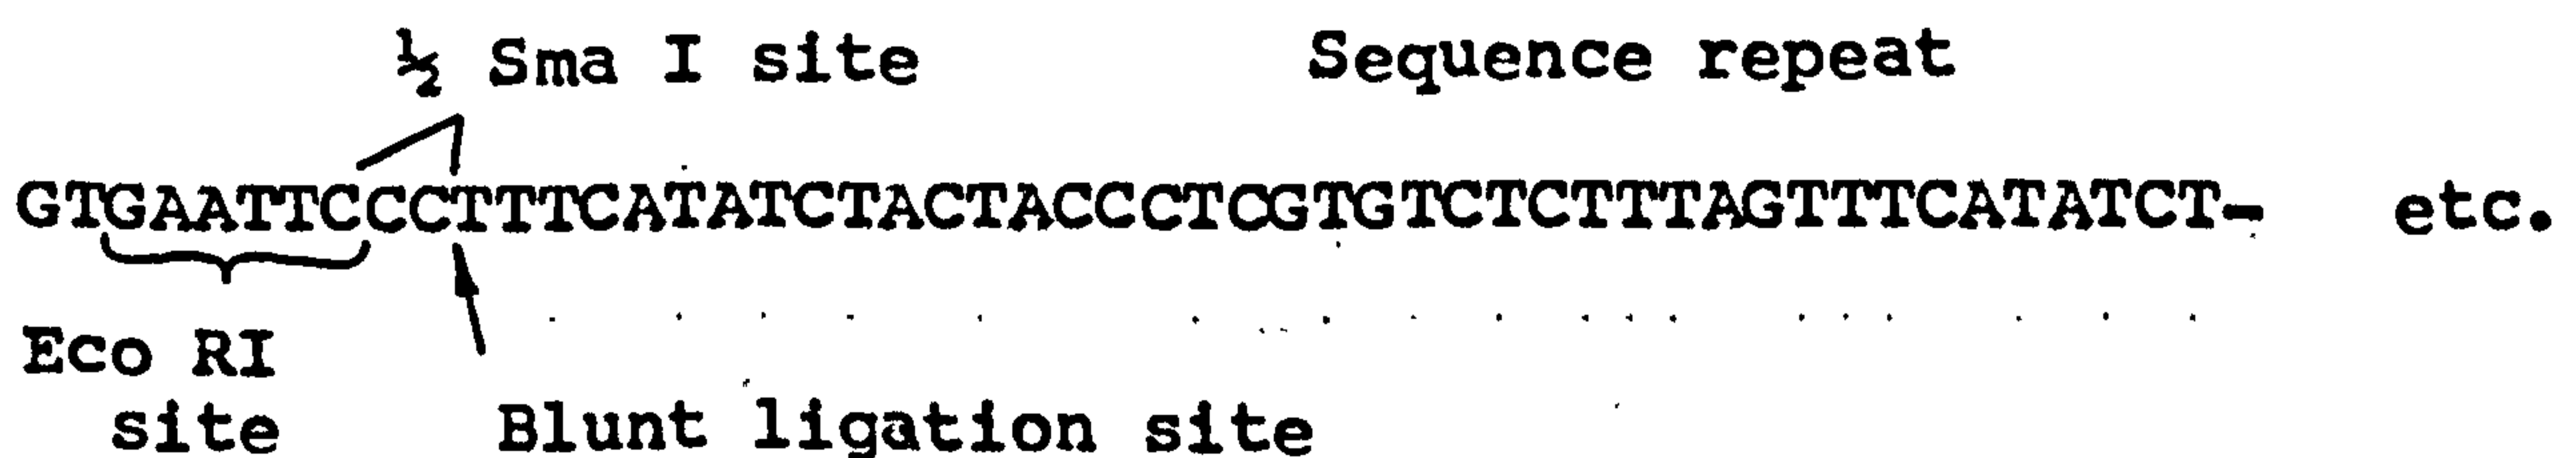 ½ Sma I site Sequence repeat
GTGAATTCCCTTTCATATCTACTACCCTCGTGTCTCTTTAGTTTCATATCT- etc.
Eco RI
site Blunt ligation site